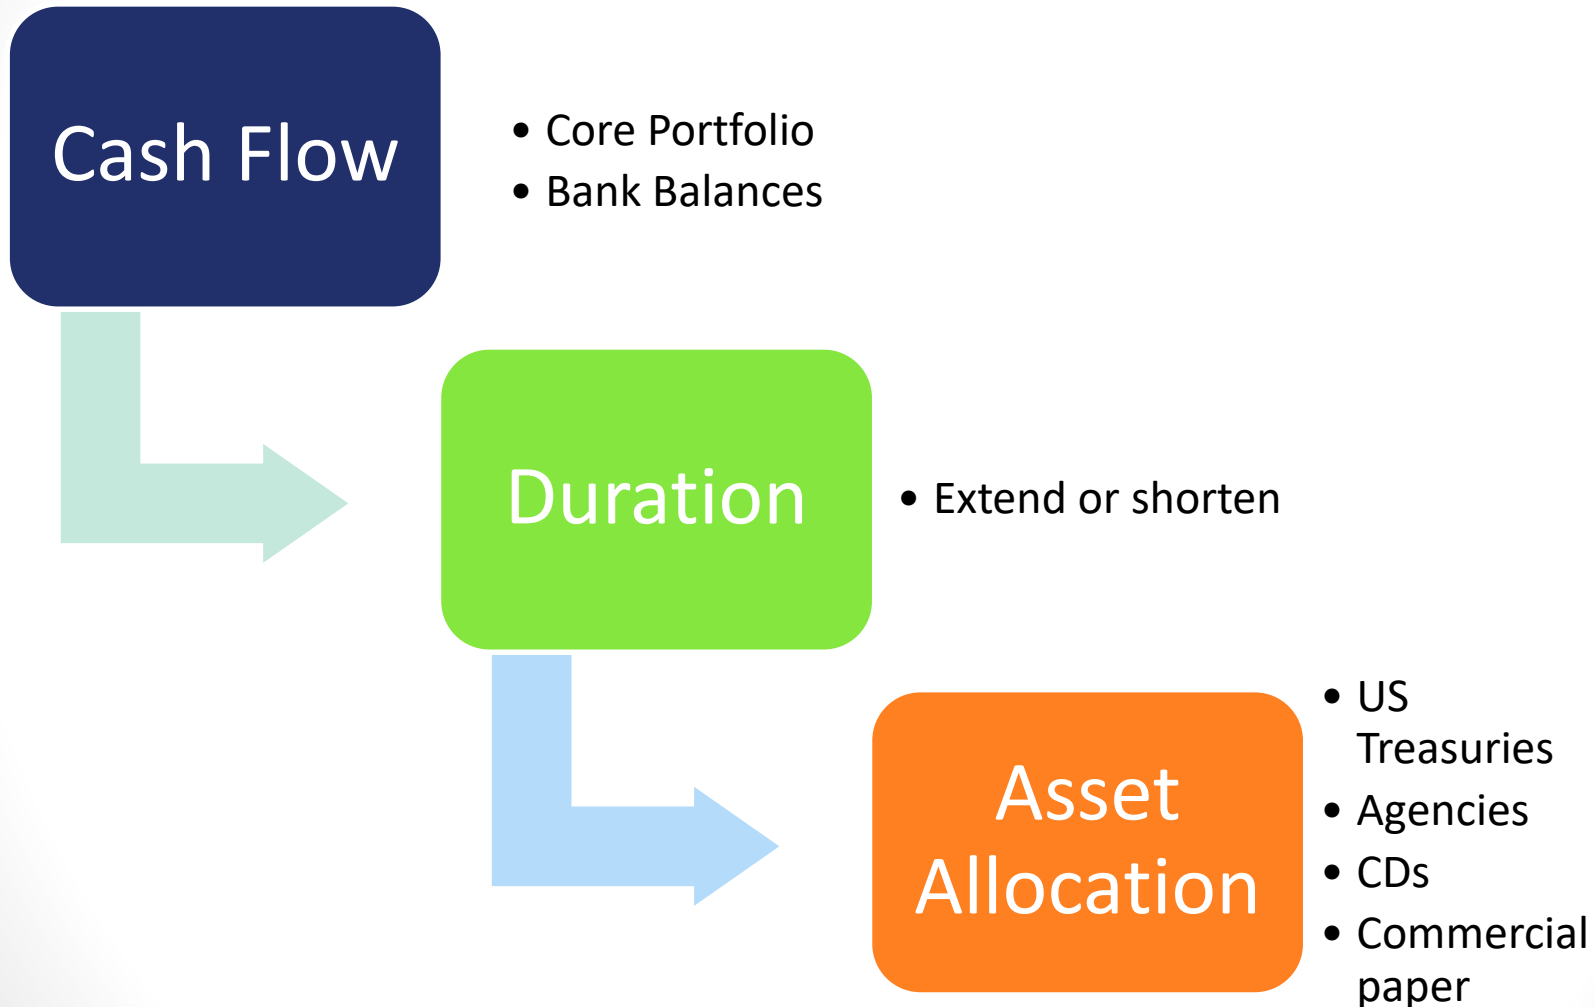 Cash Flow
• Core Portfolio
• Bank Balances
Duration
• Extend or shorten
Asset
Allocation
• US
Treasuries
• Agencies
• CDs
• Commercial
paper